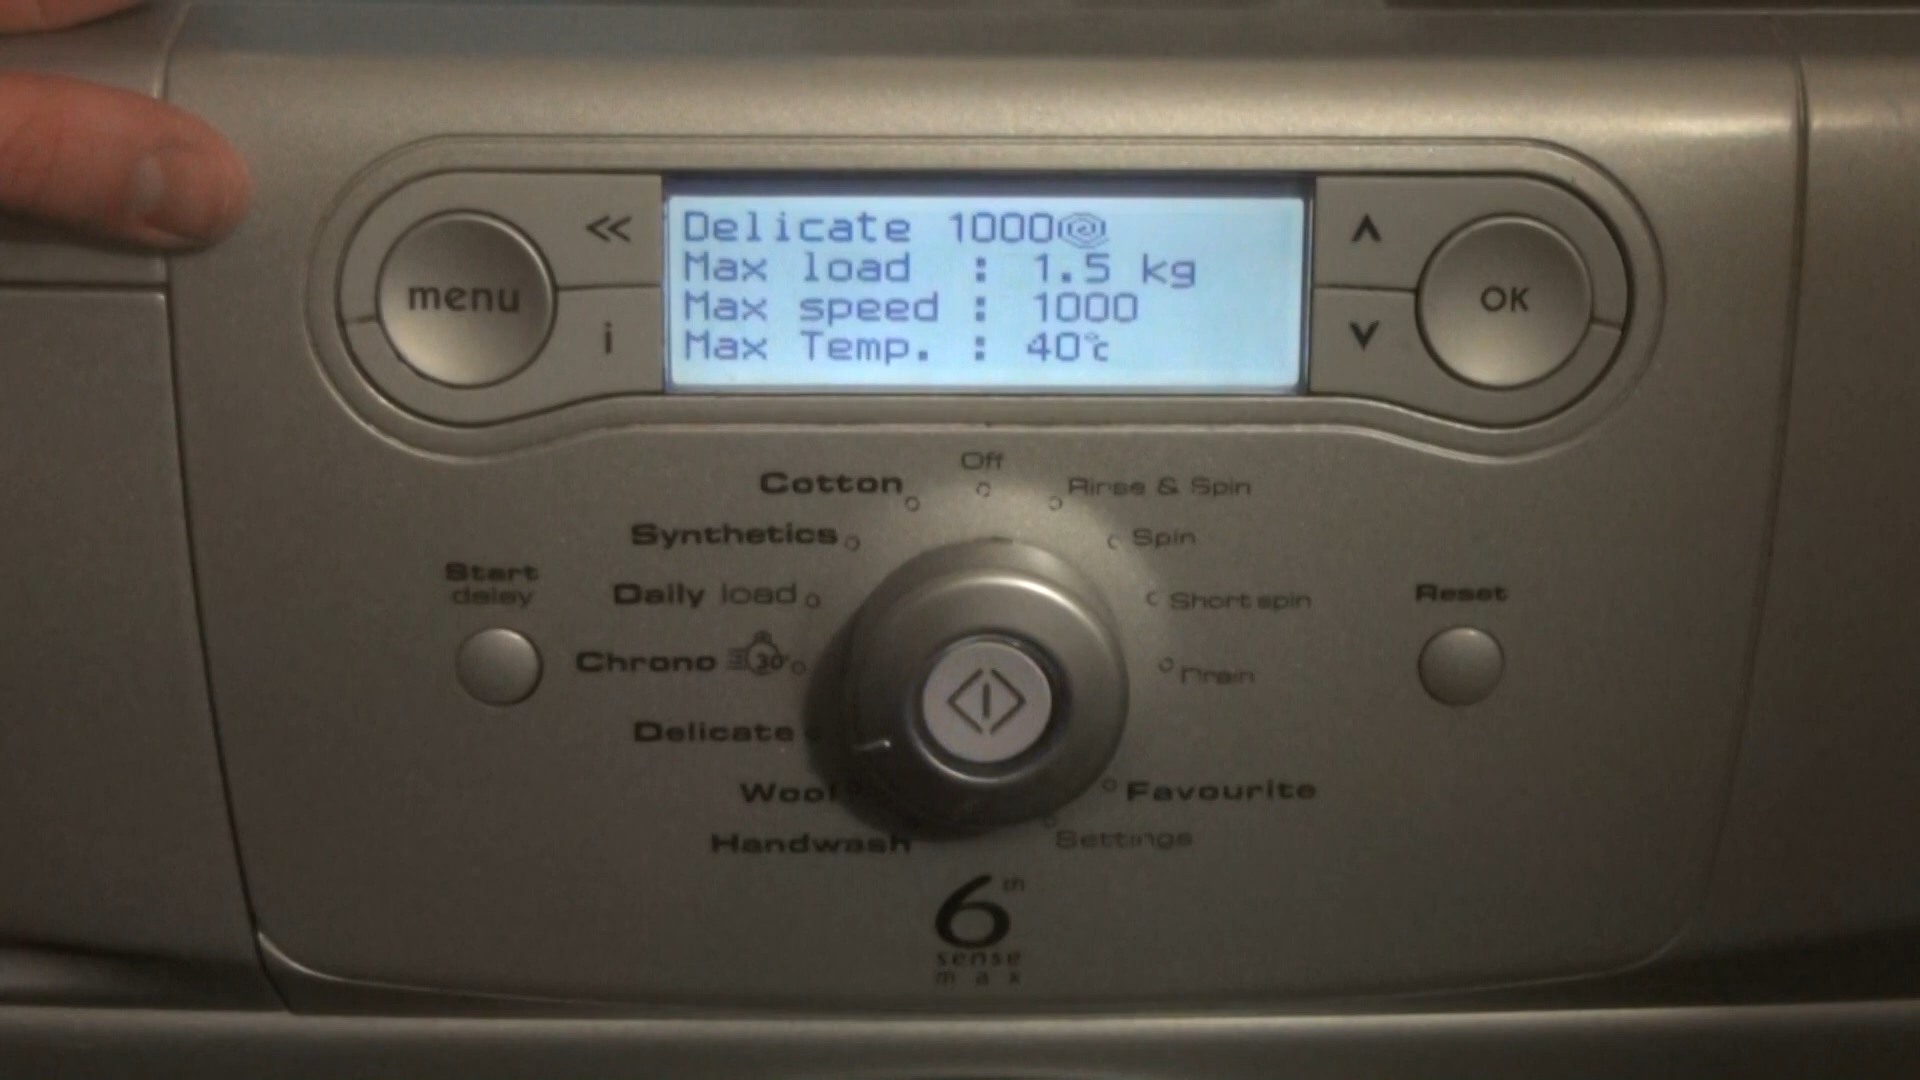 Delicate 1000
Max load : 1.5 kg
Max speed : 1000
Max Temp. : 40°c
menu
i
OK
Off
Cotton
Rinse & Spin
Synthetics
Spin
Start
delay
Daily load
Short spin
Reset
Chrono 30'
Drain
Delicate
Wool
Favourite
Handwash
Settings
6th
sense
max